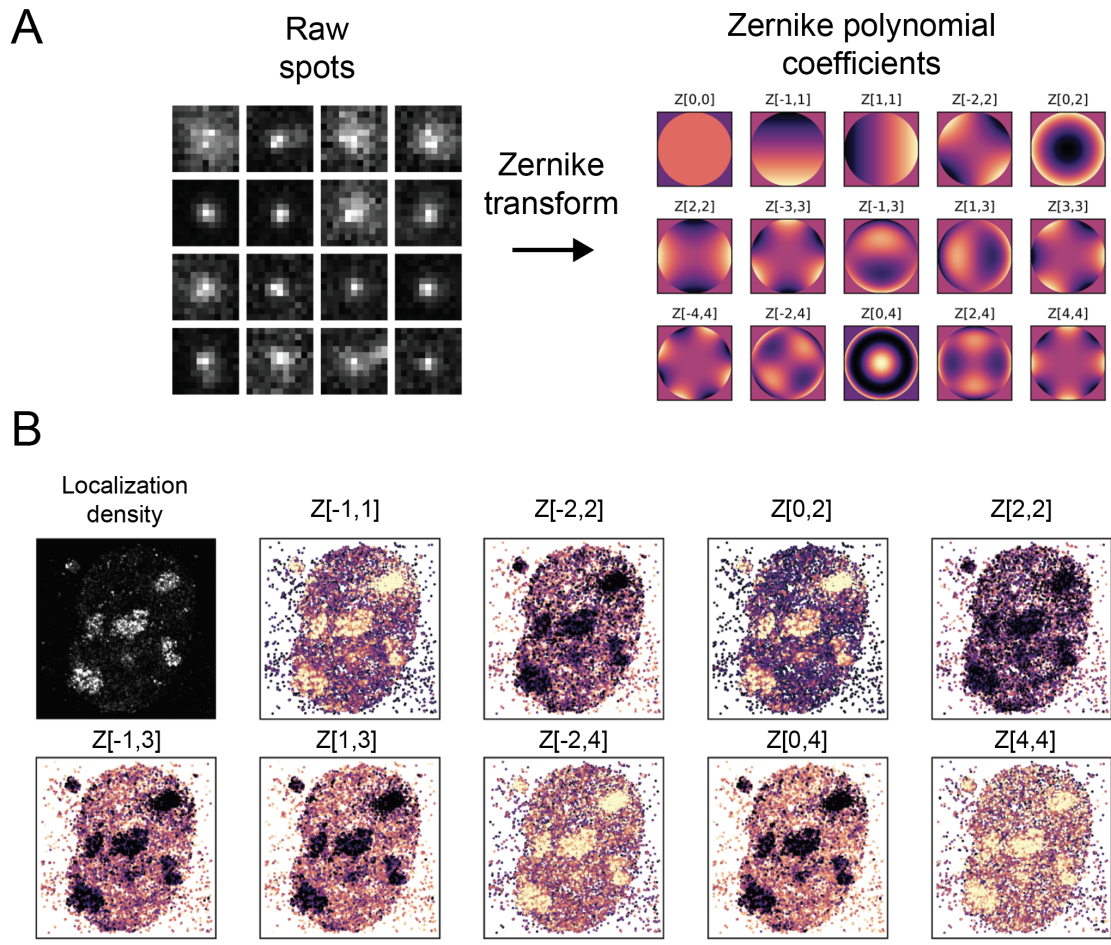 A
Raw
spots
Zernike
transform
Zernike polynomial
coefficients
Z[0,0] Z[-1,1] Z[1,1] Z[-2,2] Z[0,2]
Z[2,2] Z[-3,3] Z[-1,3] Z[1,3] Z[3,3]
Z[-4,4] Z[-2,4] Z[0,4] Z[2,4] Z[4,4]
B
Localization
density
Z[-1,1] Z[-2,2] Z[0,2] Z[2,2]
Z[-1,3] Z[1,3] Z[-2,4] Z[0,4] Z[4,4]